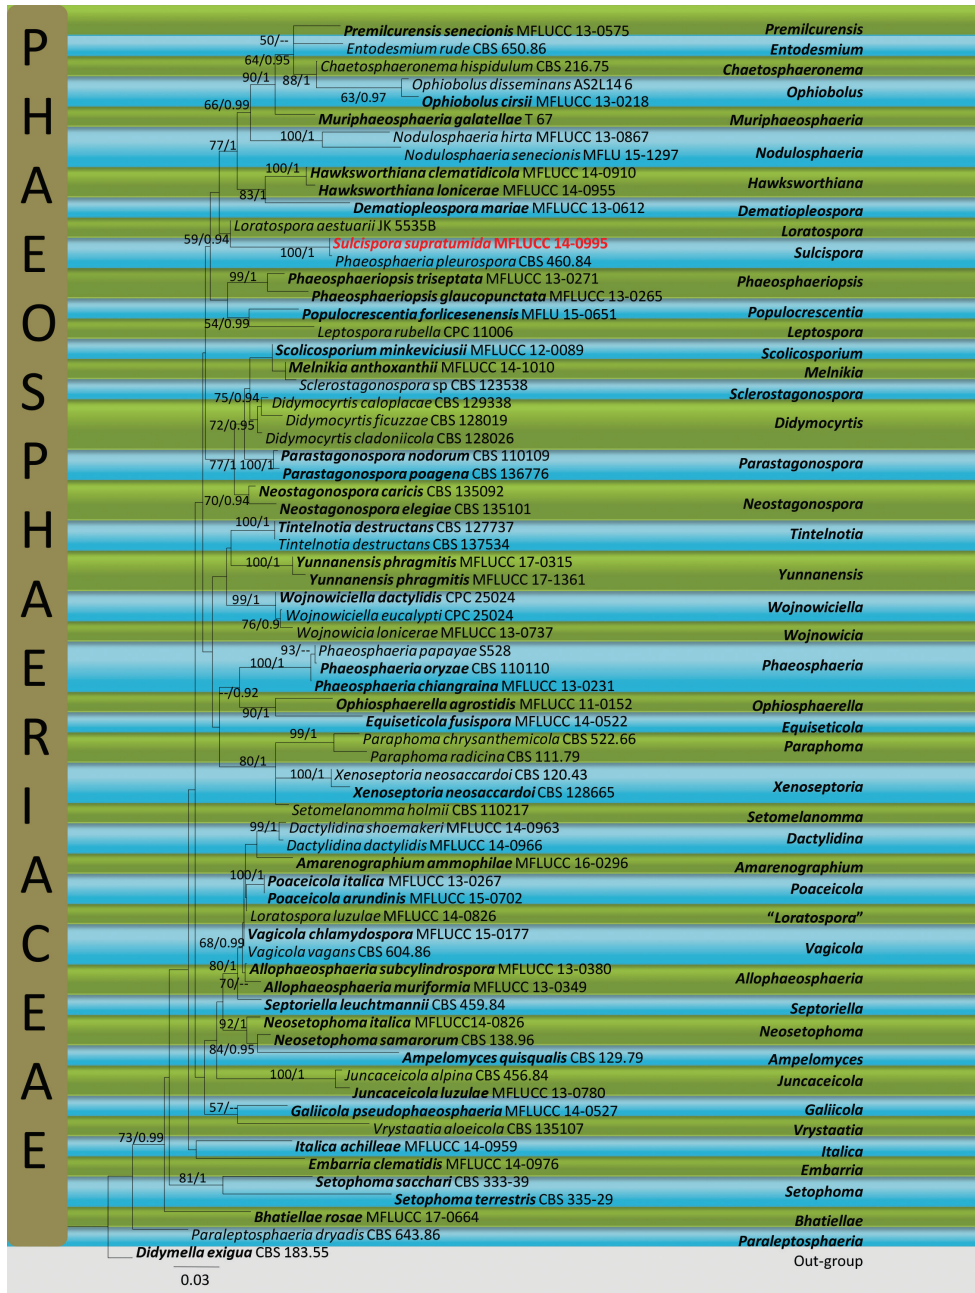 PHAEOSPHAERIACEAE
Premilcurensis senecionis MFLUCC 13-0575
Premilcurensis
50/--
Entodesmium rude CBS 650.86
Entodesmium
64/0.95
Chaetosphaeronema hispidulum CBS 216.75
Chaetosphaeronema
90/1
88/1
Ophiobolus disseminans AS2L14 6
Ophiobolus
63/0.97
Ophiobolus cirsii MFLUCC 13-0218
66/0.99
Muriphaeosphaeria galatellae T 67
Muriphaeosphaeria
100/1
Nodulosphaeria hirta MFLUCC 13-0867
77/1
Nodulosphaeria senecionis MFLU 15-1297
Nodulosphaeria
100/1
Hawksworthiana clematidicola MFLUCC 14-0910
Hawksworthiana
Hawksworthiana lonicerae MFLUCC 14-0955
83/1
Dematiopleospora mariae MFLUCC 13-0612
Dematiopleospora
Loratospora aestuarii JK 5535B
Loratospora
59/0.94
Sulcispora supratumida MFLUCC 14-0995
100/1
Sulcispora
Phaeosphaeria pleurospora CBS 460.84
99/1
Phaeosphaeriopsis triseptata MFLUCC 13-0271
Phaeosphaeriopsis
Phaeosphaeriopsis glaucopunctata MFLUCC 13-0265
Populocrescentia forlicesenensis MFLU 15-0651
Populocrescentia
54/0.99
Leptospora rubella CPC 11006
Leptospora
Scolicosporium minkeviciusii MFLUCC 12-0089
Scolicosporium
Melnikia anthoxanthii MFLUCC 14-1010
Melnikia
Sclerostagonospora sp CBS 123538
Sclerostagonospora
75/0.94
Didymocyrtis caloplacae CBS 129338
Didymocyrtis ficuzzae CBS 128019
Didymocyrtis
72/0.95
Didymocyrtis cladoniicola CBS 128026
Parastagonospora nodorum CBS 110109
Parastagonospora
77/1
100/1
Parastagonospora poagena CBS 136776
Neostagonospora caricis CBS 135092
70/0.94
Neostagonospora
Neostagonospora elegiae CBS 135101
100/1
Tintelnotia destructans CBS 127737
Tintelnotia
Tintelnotia destructans CBS 137534
100/1
Yunnanensis phragmitis MFLUCC 17-0315
Yunnanensis
Yunnanensis phragmitis MFLUCC 17-1361
99/1
Wojnowiciella dactylidis CPC 25024
Wojnowiciella
Wojnowiciella eucalypti CPC 25024
76/0.9
Wojnowicia lonicerae MFLUCC 13-0737
Wojnowicia
93/--
Phaeosphaeria papayae S528
100/1
Phaeosphaeria oryzae CBS 110110
Phaeosphaeria
Phaeosphaeria chiangraina MFLUCC 13-0231
--/0.92
Ophiosphaerella agrostidis MFLUCC 11-0152
Ophiosphaerella
90/1
Equiseticola fusispora MFLUCC 14-0522
Equiseticola
99/1
Paraphoma chrysanthemicola CBS 522.66
Paraphoma
Paraphoma radicina CBS 111.79
80/1
100/1
Xenoseptoria neosaccardoi CBS 120.43
Xenoseptoria
Xenoseptoria neosaccardoi CBS 128665
Setomelanomma holmii CBS 110217
Setomelanomma
99/1
Dactylidina shoemakeri MFLUCC 14-0963
Dactylidina
Dactylidina dactylidis MFLUCC 14-0966
Amarenographium ammophilae MFLUCC 16-0296
Amarenographium
100/1
Poaceicola italica MFLUCC 13-0267
Poaceicola
Poaceicola arundinis MFLUCC 15-0702
Loratospora luzulae MFLUCC 14-0826
“Loratospora”
Vagicola chlamydospora MFLUCC 15-0177
68/0.99
Vagicola
Vagicola vagans CBS 604.86
80/1
Allophaeosphaeria subcylindrospora MFLUCC 13-0380
Allophaeosphaeria
70/--
Allophaeosphaeria muriformia MFLUCC 13-0349
Septoriella leuchtmannii CBS 459.84
Septoriella
92/1
Neosetophoma italica MFLUCC14-0826
Neosetophoma
Neosetophoma samarorum CBS 138.96
84/0.95
Ampelomyces quisqualis CBS 129.79
Ampelomyces
100/1
Juncaceicola alpina CBS 456.84
Juncaceicola
Juncaceicola luzulae MFLUCC 13-0780
57/--
Galiicola pseudophaeosphaeria MFLUCC 14-0527
Galiicola
Vrystaatia aloeicola CBS 135107
Vrystaatia
73/0.99
Italica achilleae MFLUCC 14-0959
Italica
Embarria clematidis MFLUCC 14-0976
Embarria
81/1
Setophoma sacchari CBS 333-39
Setophoma
Setophoma terrestris CBS 335-29
Bhatiellae rosae MFLUCC 17-0664
Bhatiellae
Paraleptosphaeria dryadis CBS 643.86
Paraleptosphaeria
Didymella exigua CBS 183.55
Out-group
0.03